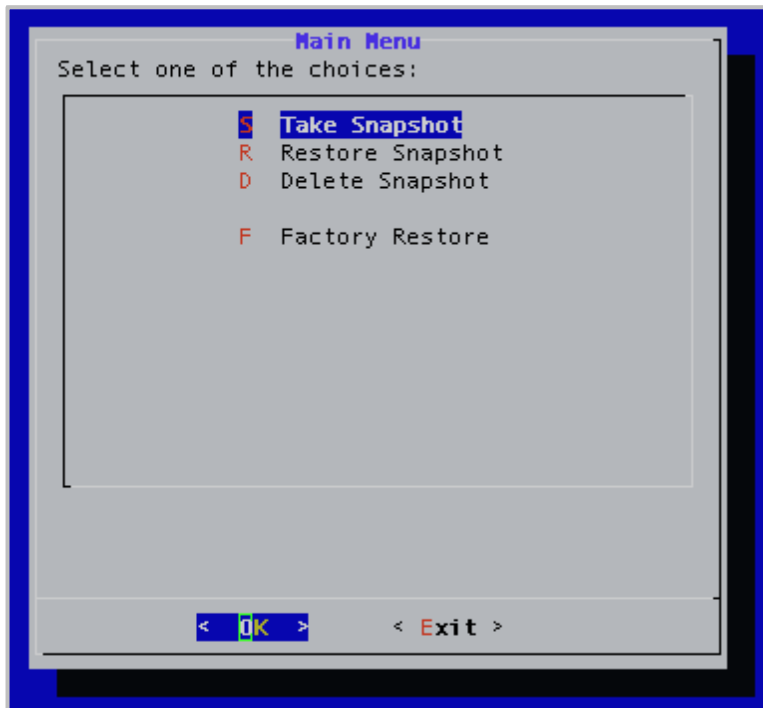 Main Menu
Select one of the choices:
S Take Snapshot
R Restore Snapshot
D Delete Snapshot
F Factory Restore
< OK > < Exit >